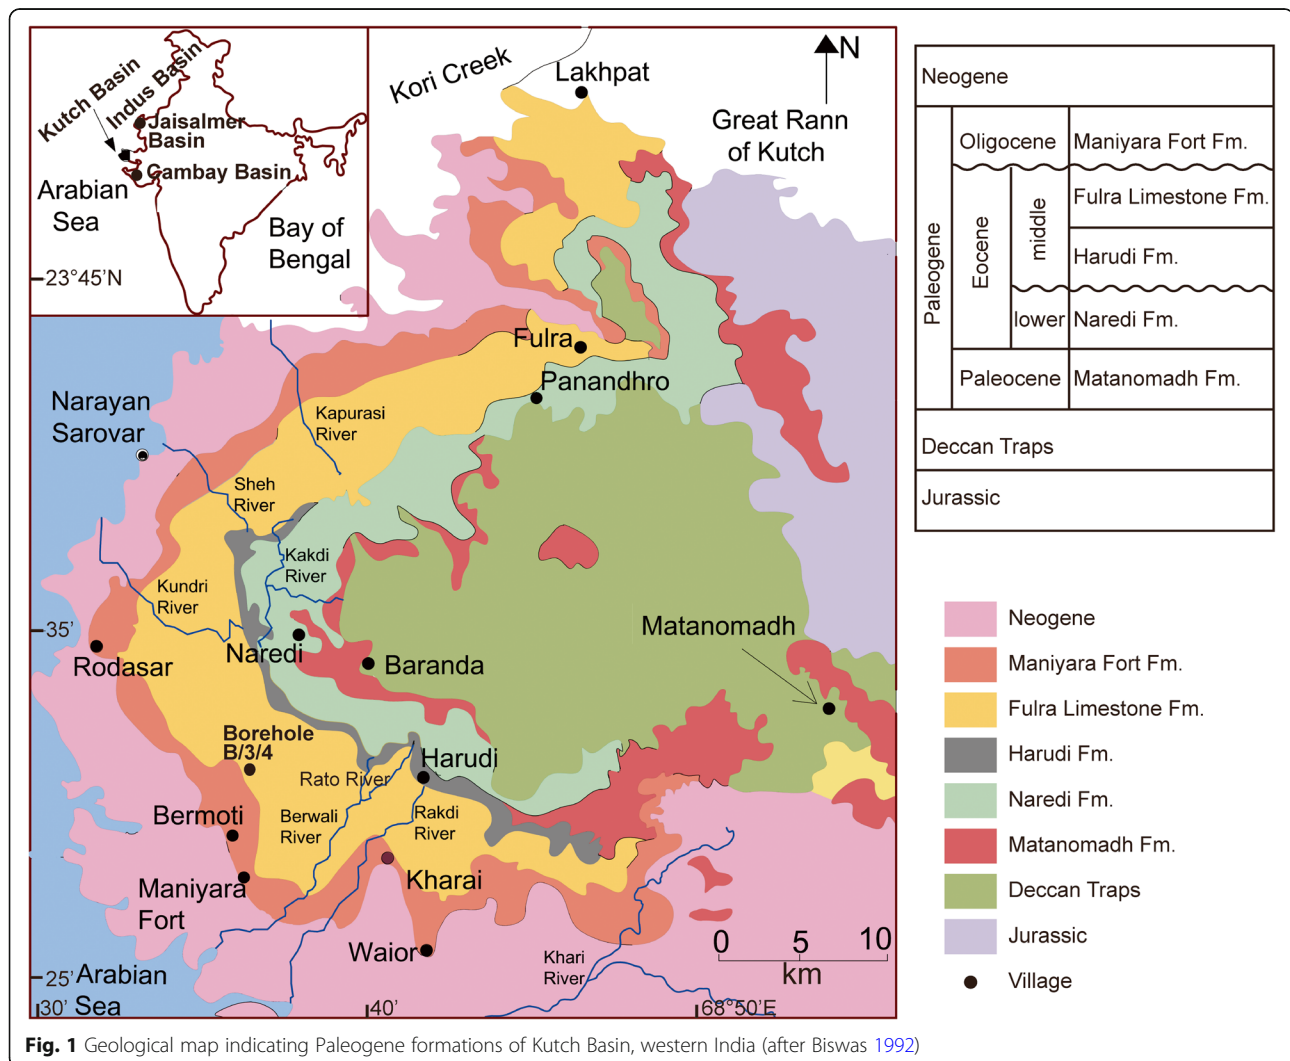 Kutch Basin
Indus Basin
Jaisalmer
Basin
Cambay Basin
Arabian
Sea
Bay of
Bengal
23°45'N
Kori Creek
Lakhpat
N
Great Rann
of Kutch
Fulra
Panandhro
Narayan
Sarovar
Kapurasi
River
Sheh
River
Kakdi
River
Kundri
River
35'
Rodasar
Naredi
Baranda
Matanomadh
Borehole
B/3/4
Rato River
Harudi
Bermoti
Berwali
River
Rakdi
River
Maniyara
Fort
Kharai
Waior
Khari
River
0 5 10
km
25'
Arabian
Sea
30'
40'
68°50'E
Neogene
Paleogene
Oligocene
Maniyara Fort Fm.
Eocene
middle
Fulra Limestone Fm.
Harudi Fm.
lower
Naredi Fm.
Paleocene
Matanomadh Fm.
Deccan Traps
Jurassic
Neogene
Maniyara Fort Fm.
Fulra Limestone Fm.
Harudi Fm.
Naredi Fm.
Matanomadh Fm.
Deccan Traps
Jurassic
Village
Fig. 1 Geological map indicating Paleogene formations of Kutch Basin, western India (after Biswas 1992)